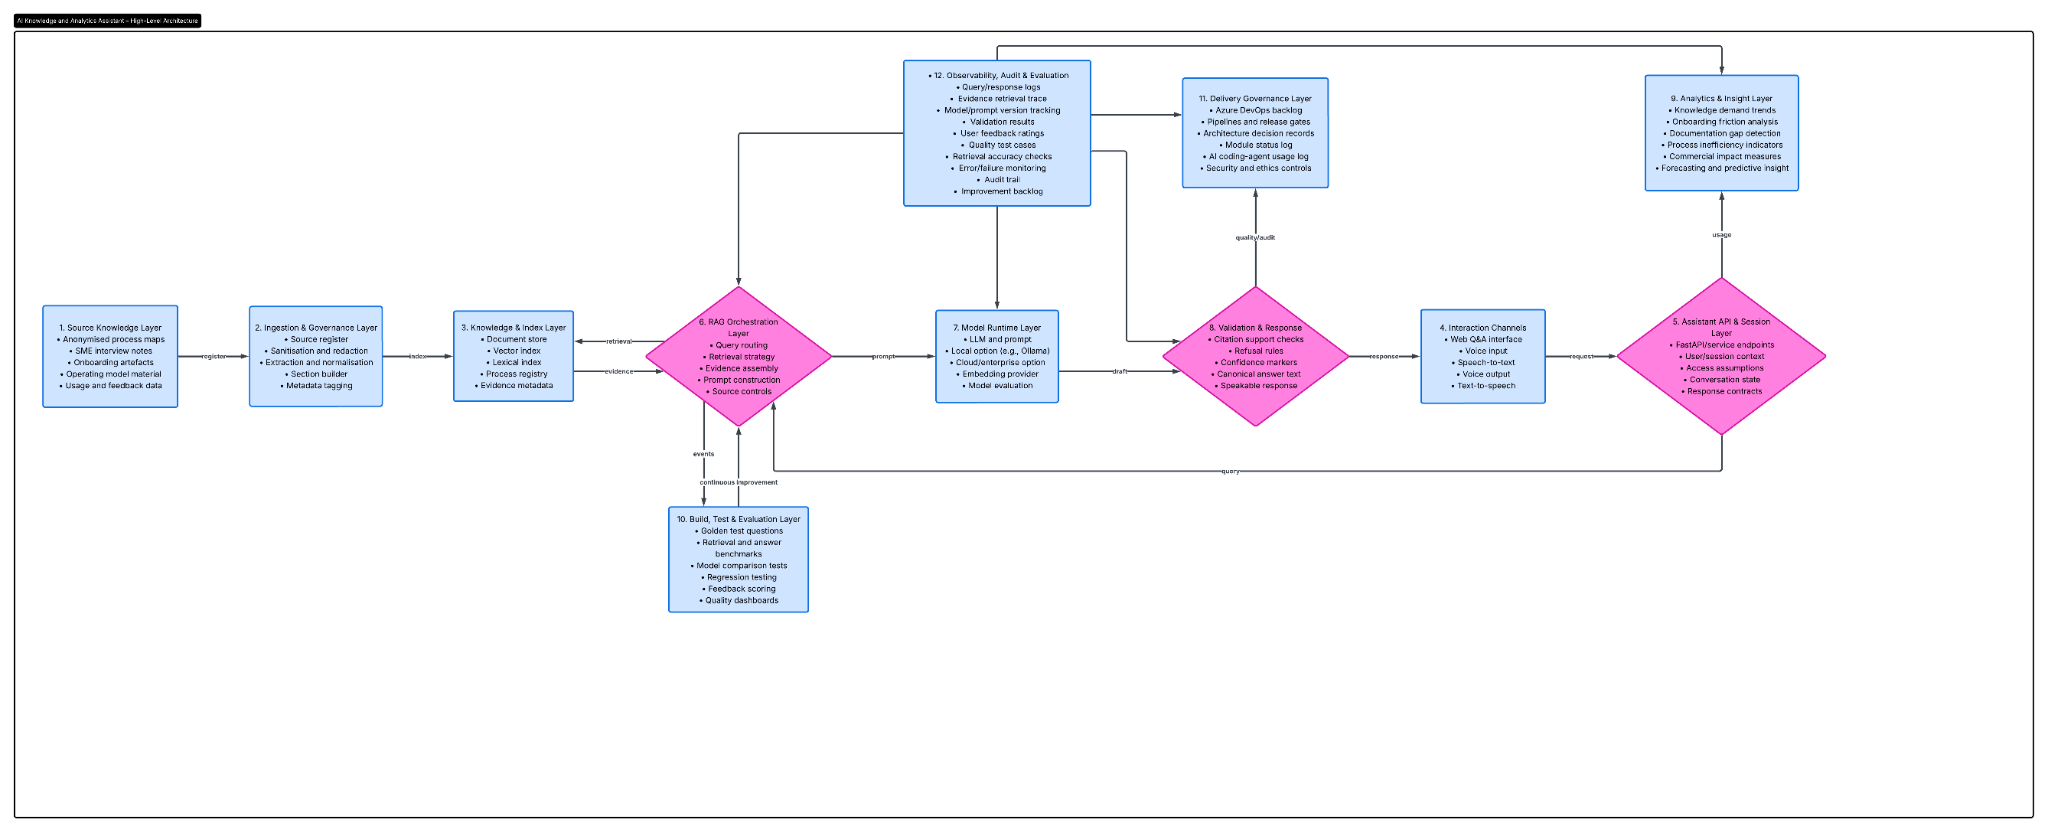 AI Knowledge and Analytics Assistant – High-Level Architecture
• 12. Observability, Audit & Evaluation
• Query/response logs
• Evidence retrieval trace
• Model/prompt version tracking
• Validation results
• User feedback ratings
• Quality test cases
• Retrieval accuracy checks
• Error/failure monitoring
• Audit trail
• Improvement backlog
11. Delivery Governance Layer
• Azure DevOps backlog
• Pipelines and release gates
• Architecture decision records
• Module status log
• AI coding-agent usage log
• Security and ethics controls
9. Analytics & Insight Layer
• Knowledge demand trends
• Onboarding friction analysis
• Documentation gap detection
• Process inefficiency indicators
• Commercial impact measures
• Forecasting and predictive insight
quality/audit
usage
1. Source Knowledge Layer
• Anonymised process maps
• SME interview notes
• Onboarding artefacts
• Operating model material
• Usage and feedback data
register
2. Ingestion & Governance Layer
• Source register
• Sanitisation and redaction
• Extraction and normalisation
• Section builder
• Metadata tagging
index
3. Knowledge & Index Layer
• Document store
• Vector index
• Lexical index
• Process registry
• Evidence metadata
retrieval
evidence
6. RAG Orchestration
Layer
• Query routing
• Retrieval strategy
• Evidence assembly
• Prompt construction
• Source controls
prompt
7. Model Runtime Layer
• LLM and prompt
• Local option (e.g., Ollama)
• Cloud/enterprise option
• Embedding provider
• Model evaluation
draft
8. Validation & Response
• Citation support checks
• Refusal rules
• Confidence markers
• Canonical answer text
• Speakable response
response
4. Interaction Channels
• Web Q&A interface
• Voice input
• Speech-to-text
• Voice output
• Text-to-speech
request
5. Assistant API & Session
Layer
• FastAPI/service endpoints
• User/session context
• Access assumptions
• Conversation state
• Response contracts
events
query
continuous improvement
10. Build, Test & Evaluation Layer
• Golden test questions
• Retrieval and answer
benchmarks
• Model comparison tests
• Regression testing
• Feedback scoring
• Quality dashboards